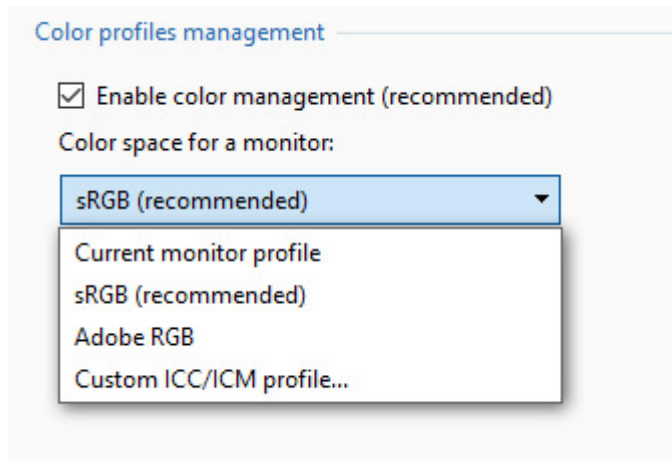 Color profiles management
Enable color management (recommended)
Color space for a monitor:
sRGB (recommended)
Current monitor profile
sRGB (recommended)
Adobe RGB
Custom ICC/ICM profile...